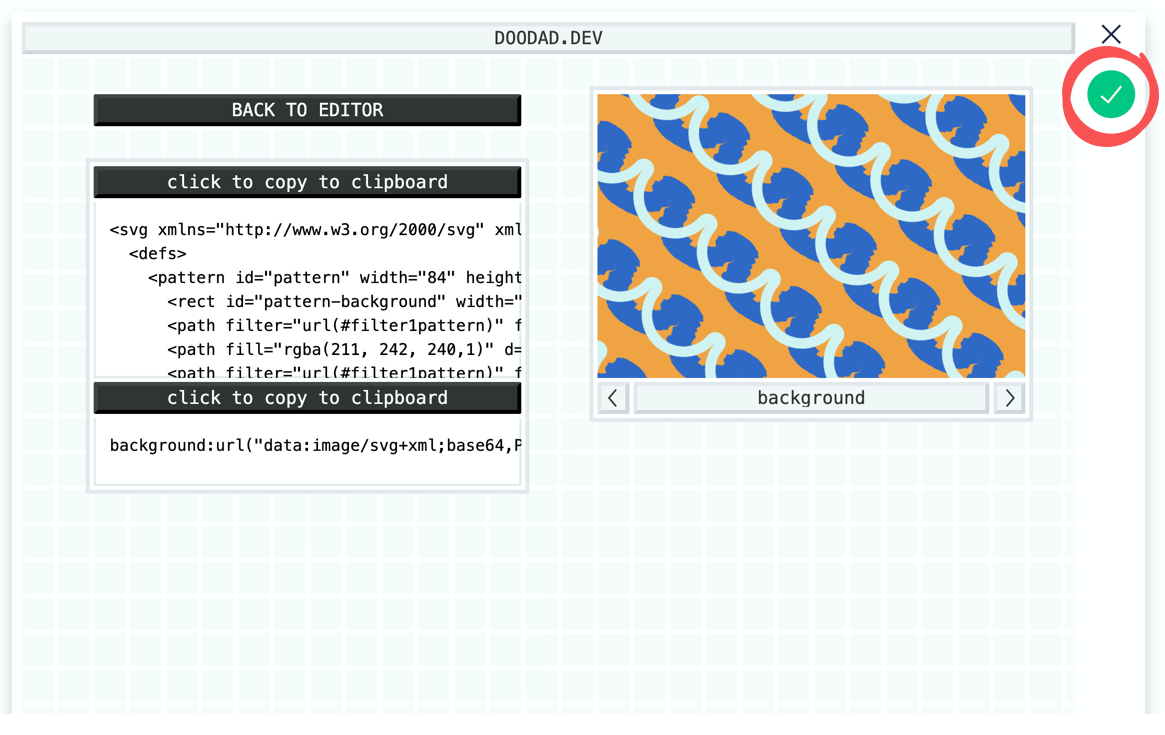 DOODAD.DEV
BACK TO EDITOR
click to copy to clipboard
<svg xmlns="http://www.w3.org/2000/svg" xml
<defs>
<pattern id="pattern" width="84" height
<rect id="pattern-background" width="
<path filter="url(#filter1pattern)" f
<path fill="rgba(211, 242, 240,1)" d=
<path filter="url(#filter1pattern)" f
click to copy to clipboard
background:url("data:image/svg+xml;base64,P
background